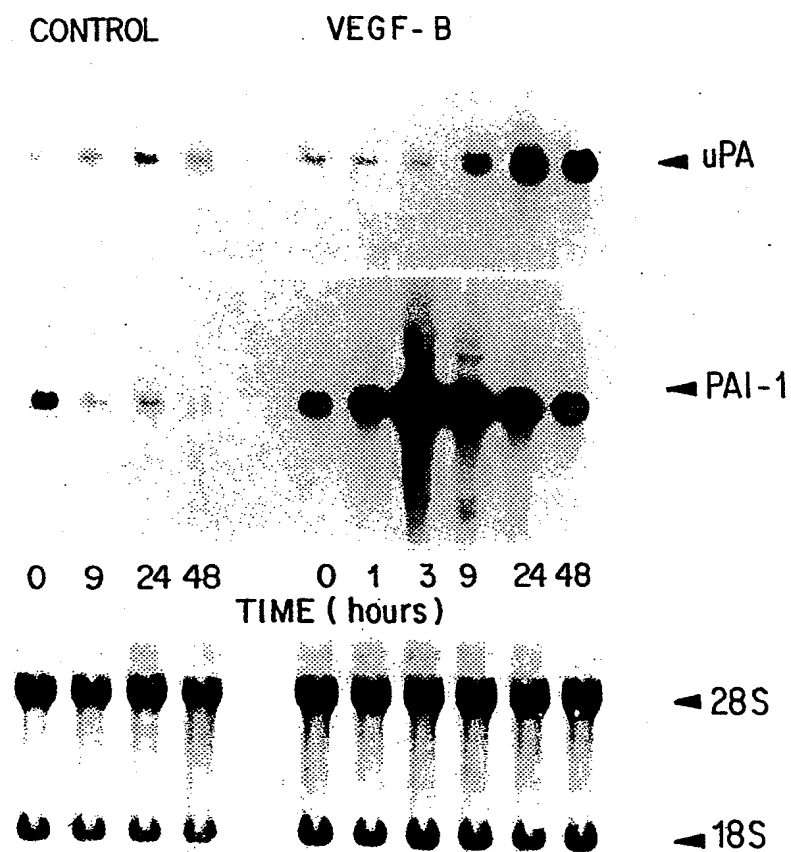 CONTROL VEGF-B
uPA
PAI-1
0 9 24 48 0 1 3 9 24 48
TIME (hours)
28S
18S